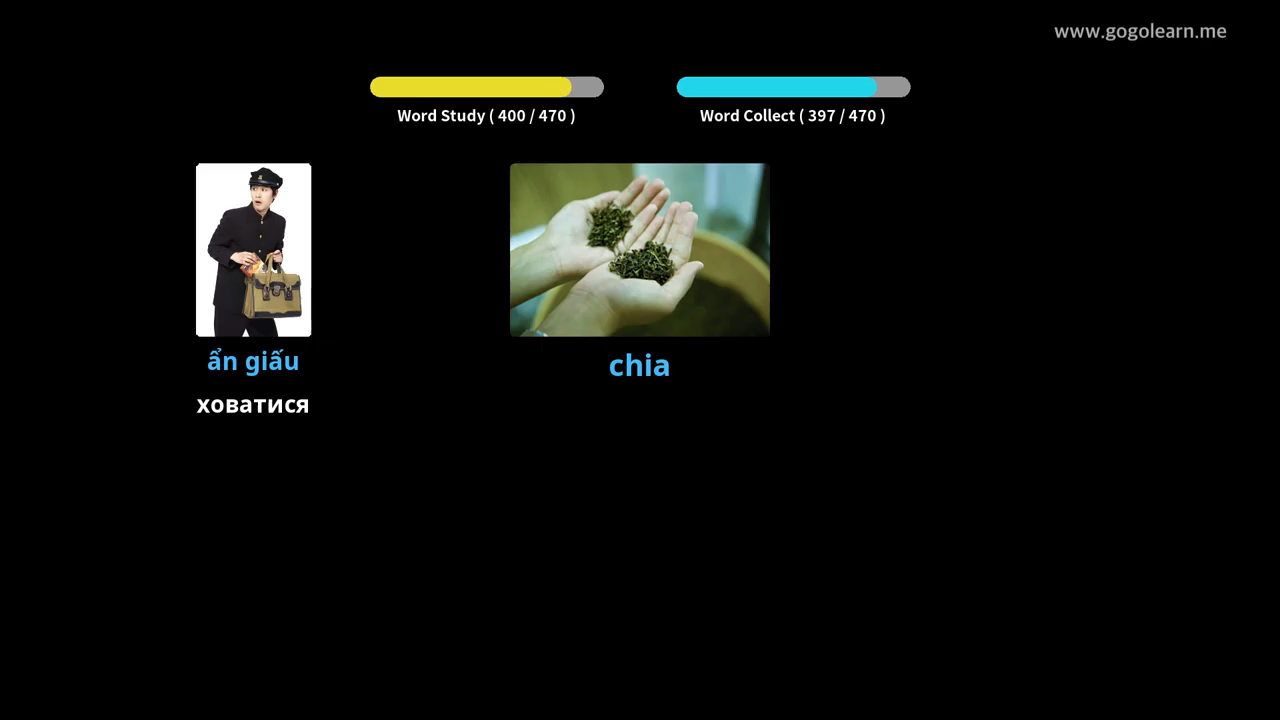 www.gogolearn.me
Word Study ( 400 / 470 )
Word Collect ( 397 / 470 )
ẩn giấu
ховатися
chia